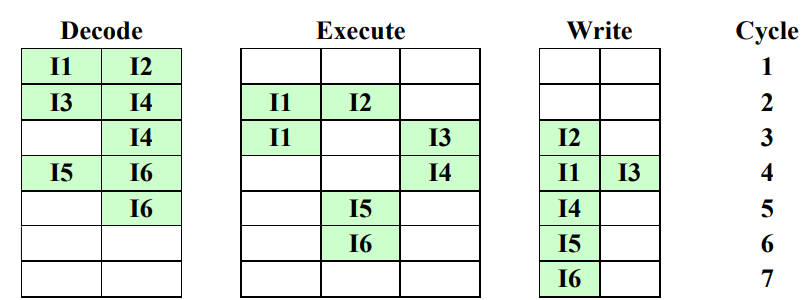 Decode Execute Write Cycle
I1 I2 1
I3 I4 I1 I2 2
I4 I1 I3 I2 3
I5 I6 I4 I1 I3 4
I6 I5 I4 5
I6 I5 6
I6 7